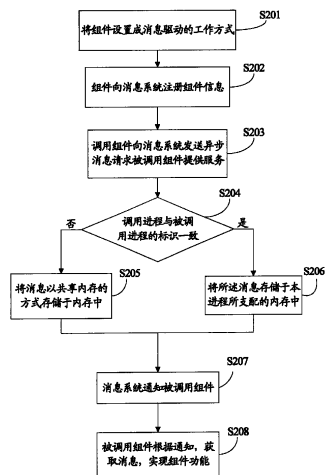 S201
将组件设置成消息驱动的工作方式
S202
组件向消息系统注册组件信息
S203
调用组件向消息系统发送异步
消息请求被调用组件提供服务
S204
调用进程与被调
用进程的标识一致
否
是
S205
将消息以共享内存的
方式存储于内存中
S206
将所述消息存储于本
进程所支配的内存中
S207
消息系统通知被调用组件
S208
被调用组件根据通知，获
取消息，实现组件功能